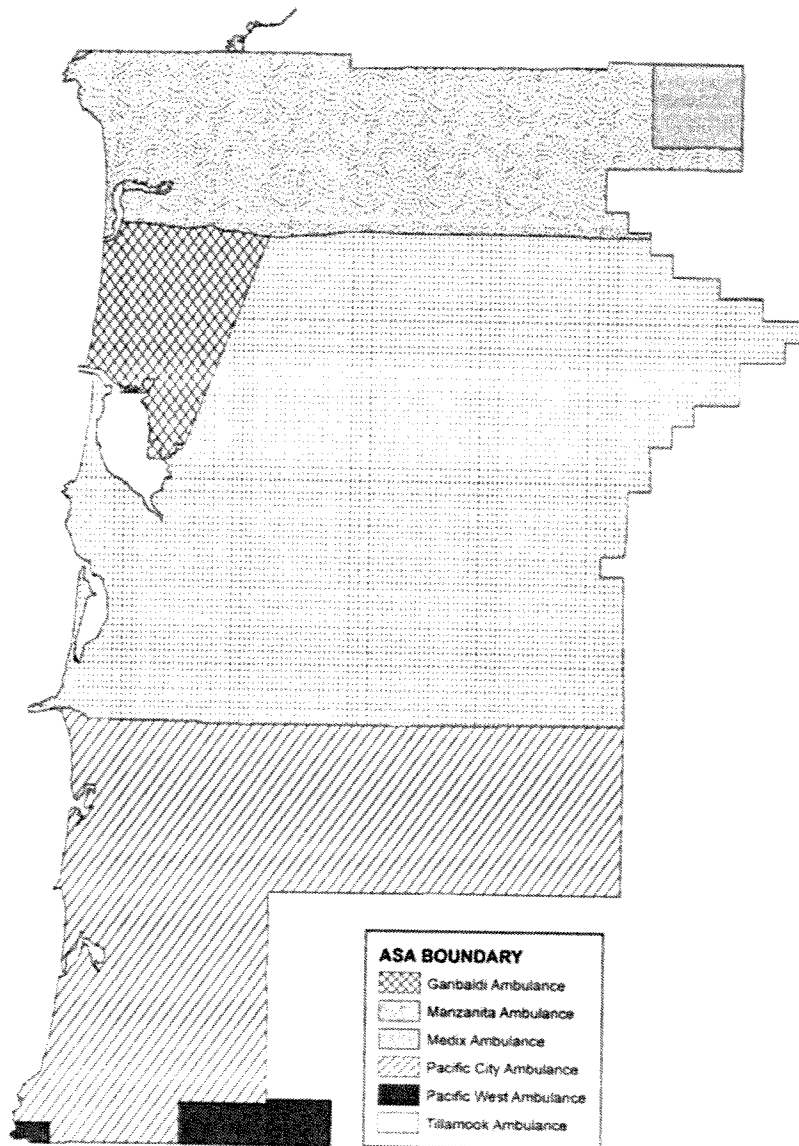 ASA BOUNDARY
Garibaldi Ambulance
Manzanita Ambulance
Medix Ambulance
Pacific City Ambulance
Pacific West Ambulance
Tillamook Ambulance